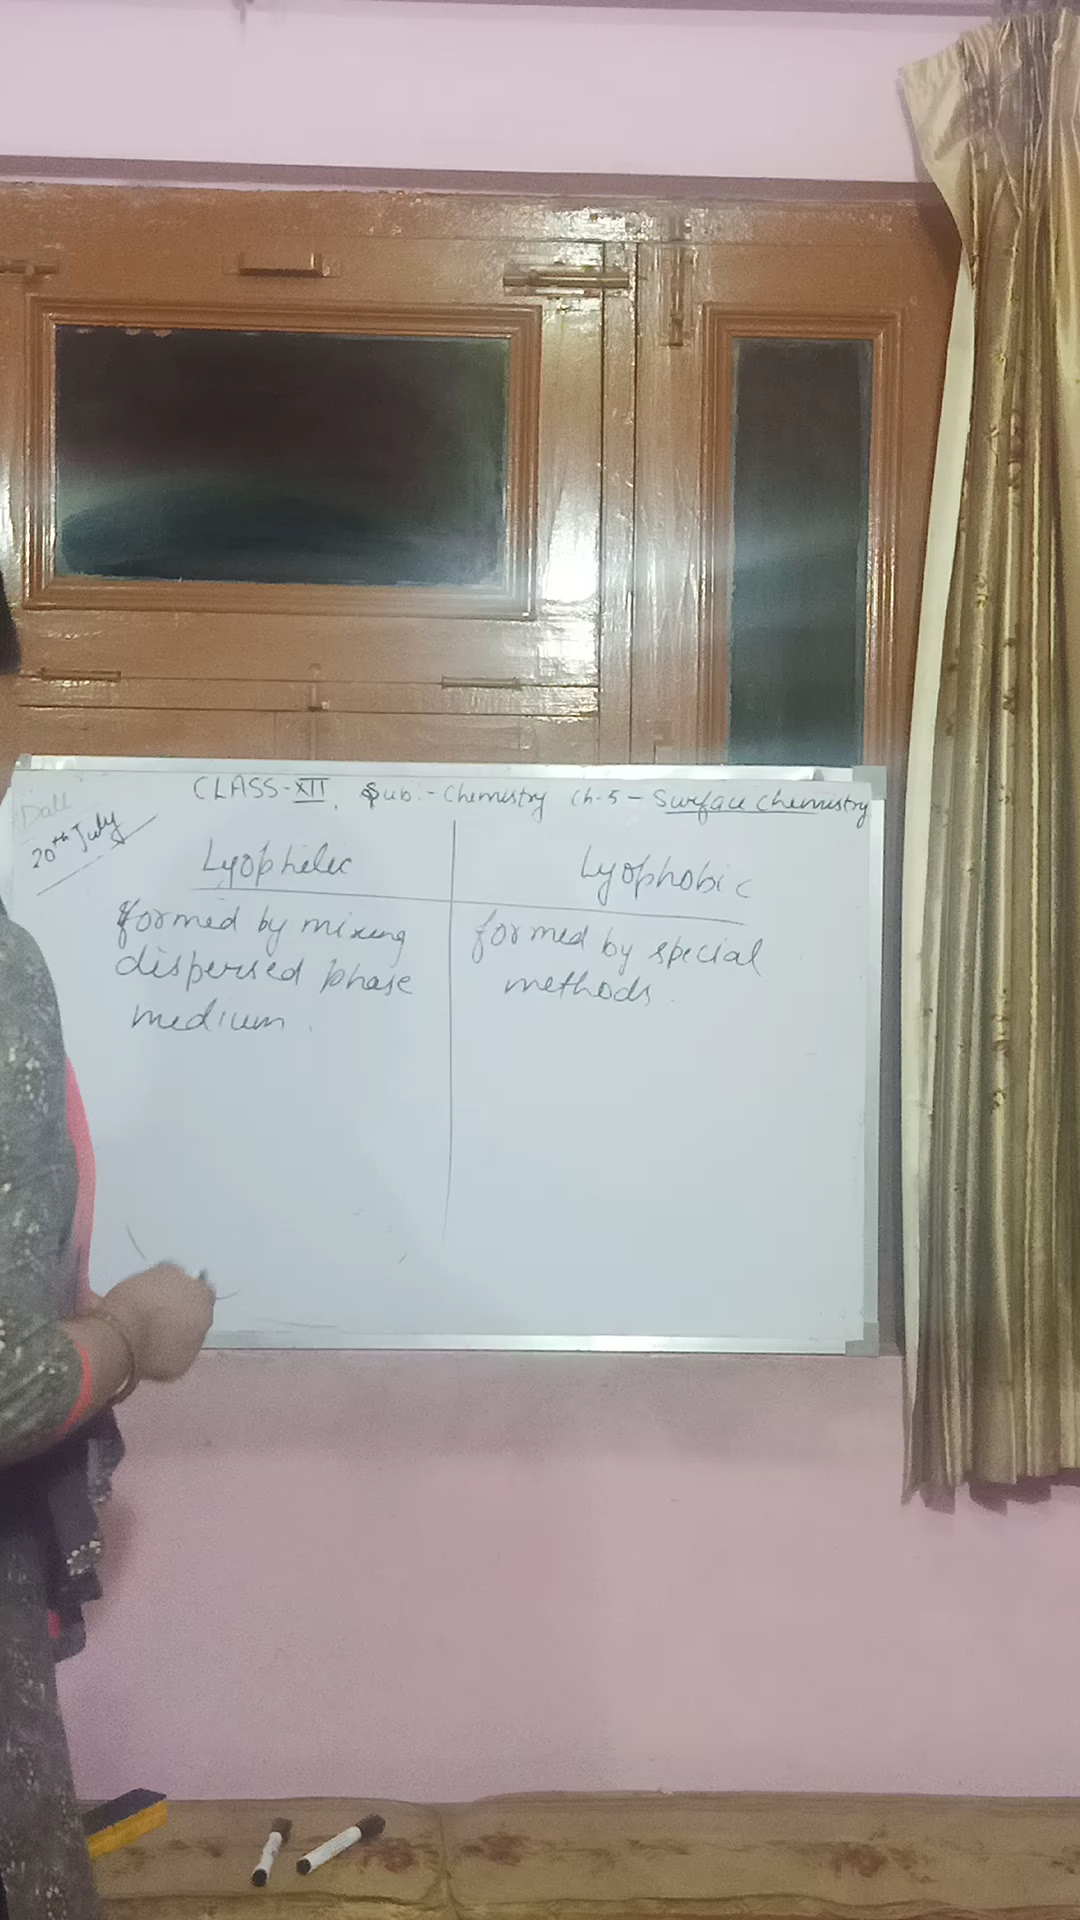 CLASS-XII, Sub:- Chemistry Ch-5 - Surface chemistry
Date
20th July
Lyophilic
Lyophobic
formed by mixing
dispersed phase
medium.
formed by special
methods.